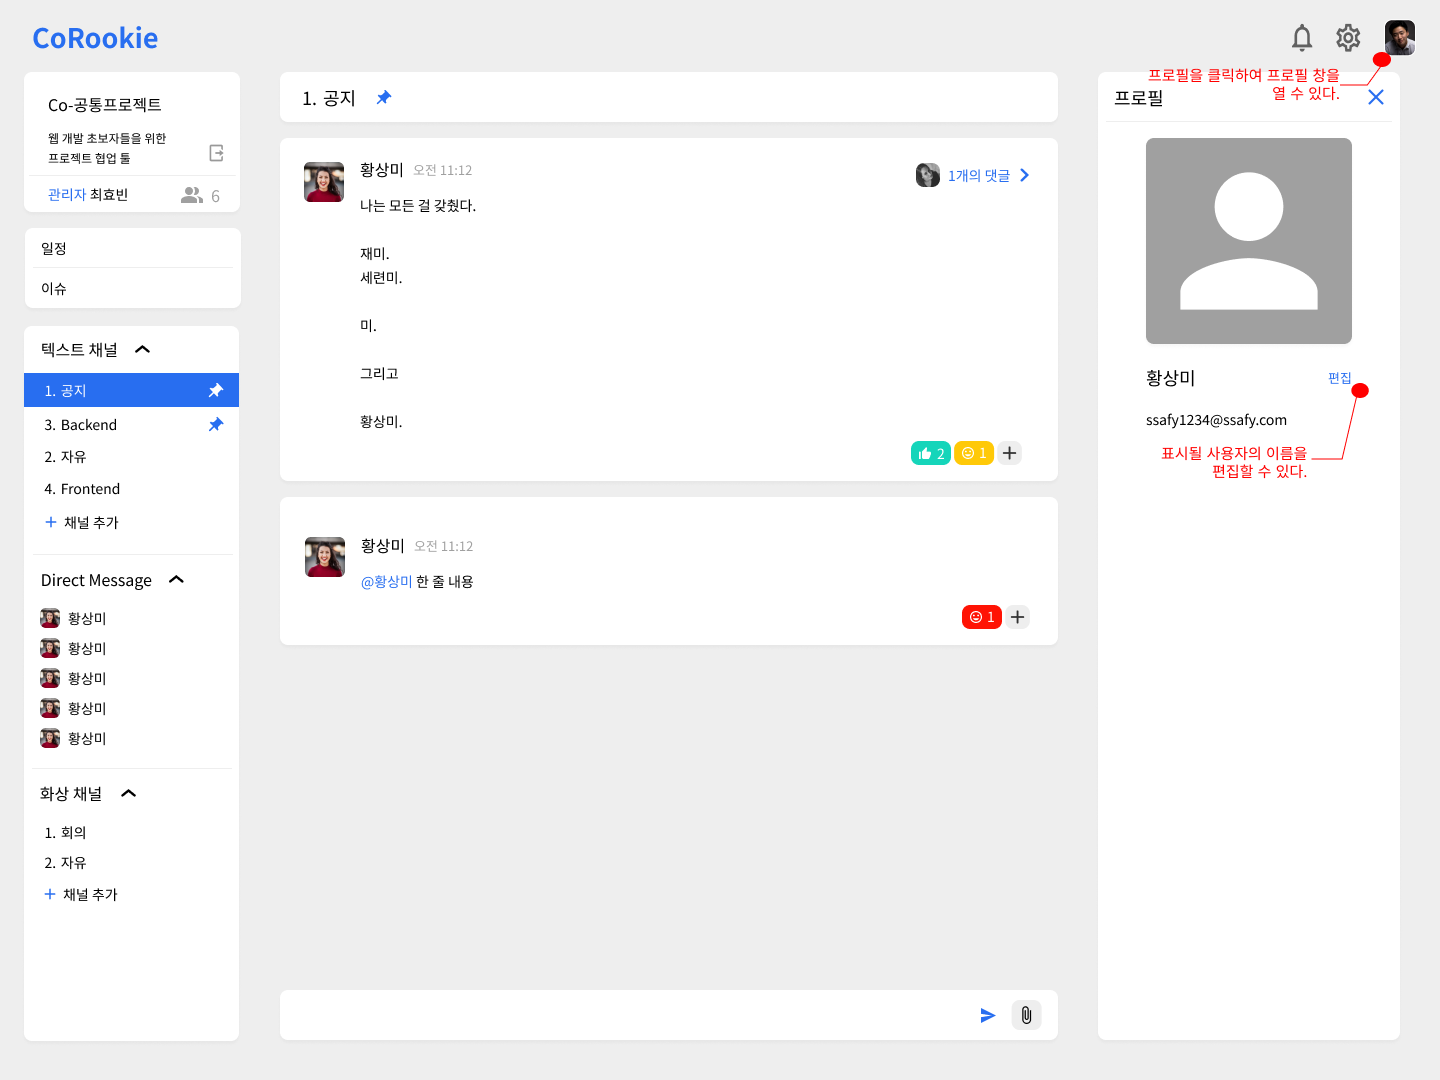 CoRookie
Co-공통프로젝트
웹 개발 초보자들을 위한
프로젝트 협업 툴
관리자 최효빈
6
일정
이슈
텍스트 채널
1. 공지
3. Backend
2. 자유
4. Frontend
+ 채널 추가
Direct Message
황상미
황상미
황상미
황상미
황상미
화상 채널
1. 회의
2. 자유
+ 채널 추가
1. 공지
황상미 오전 11:12
1개의 댓글
나는 모든 걸 갖췄다.
재미.
세련미.
미.
그리고
황상미.
2
1
황상미 오전 11:12
@황상미 한 줄 내용
1
프로필을 클릭하여 프로필 창을
열 수 있다.
프로필
황상미
편집
ssafy1234@ssafy.com
표시될 사용자의 이름을
편집할 수 있다.